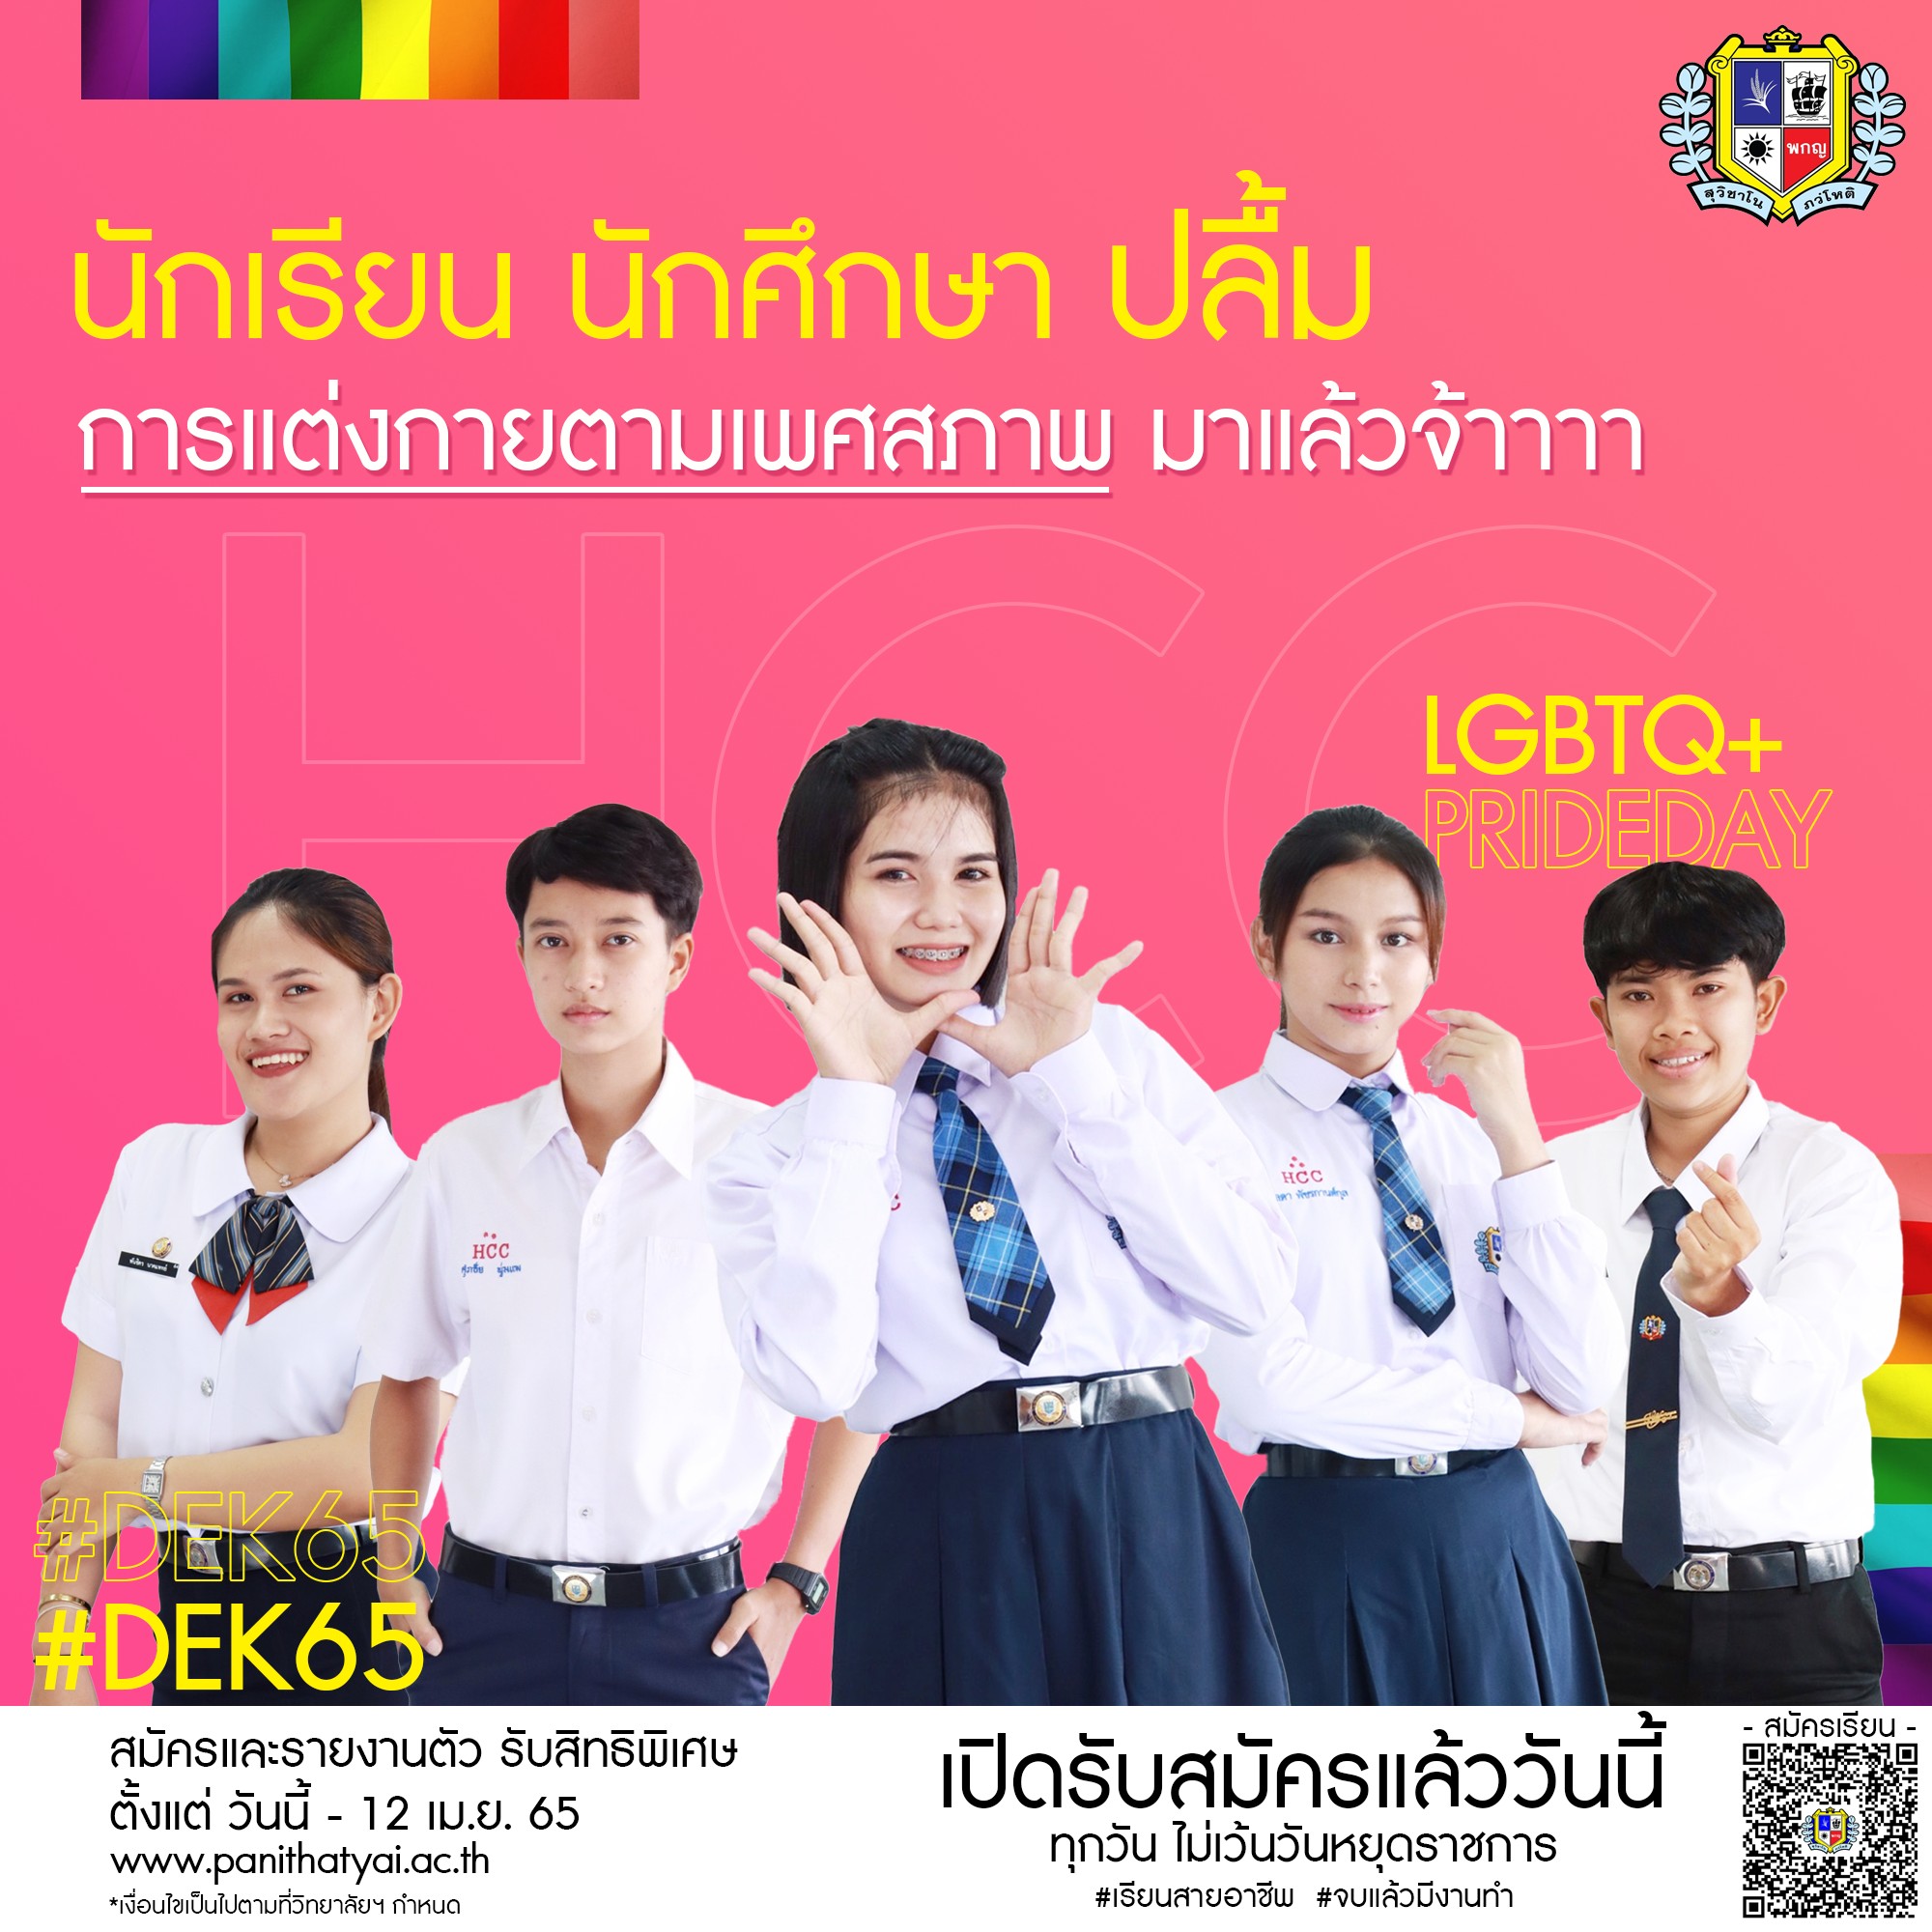 พกญ
สุวิชาโน ภวํโหติ
นักเรียน นักศึกษา ปลื้ม
การแต่งกายตามเพศสภาพ มาแล้วจ้าาาา
HCC
LGBTQ+
PRIDEDAY
HCC
HCC
#DEK65
#DEK65
สมัครและรายงานตัว รับสิทธิพิเศษ
ตั้งแต่ วันนี้ - 12 เม.ย. 65
www.panithatyai.ac.th
*เงื่อนไขเป็นไปตามที่วิทยาลัยฯ กำหนด
เปิดรับสมัครแล้ววันนี้
ทุกวัน ไม่เว้นวันหยุดราชการ
#เรียนสายอาชีพ #จบแล้วมีงานทำ
- สมัครเรียน -